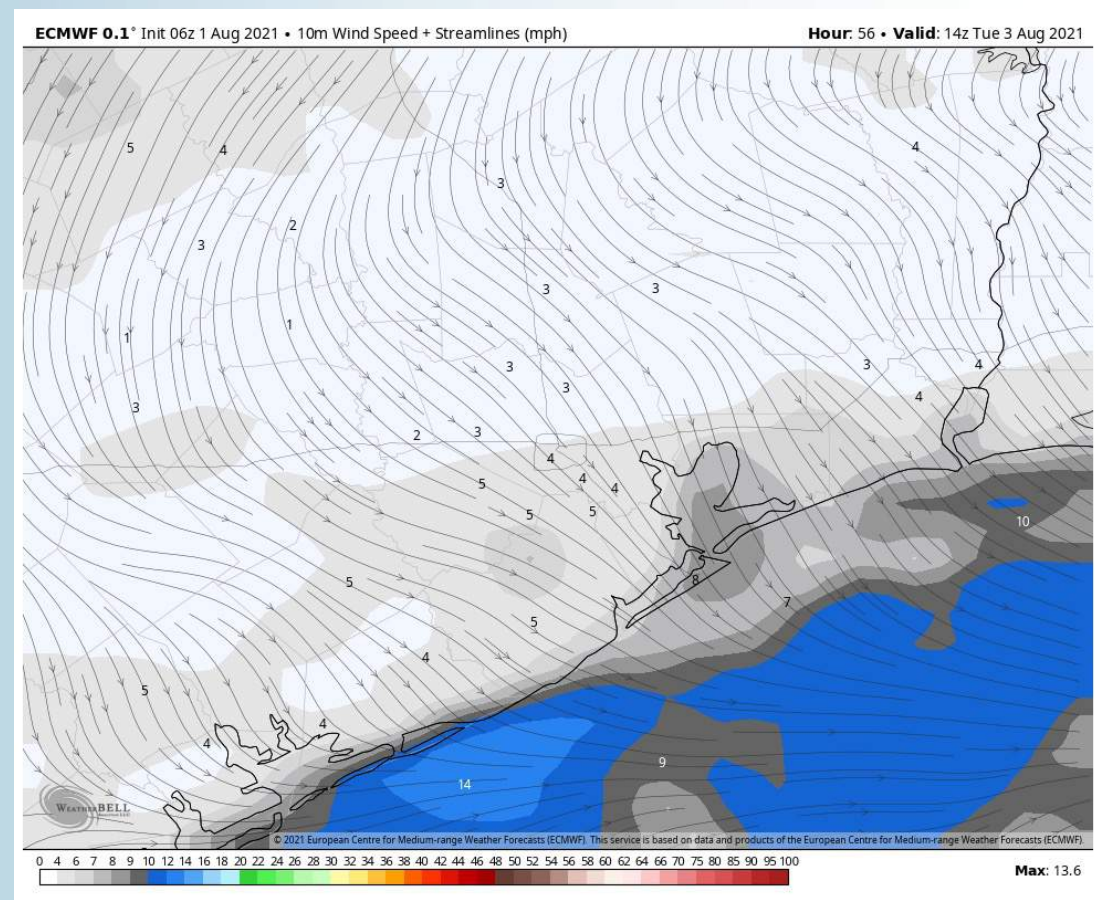 ECMWF 0.1° Init 06z 1 Aug 2021 • 10m Wind Speed + Streamlines (mph) Hour: 56 • Valid: 14z Tue 3 Aug 2021
5 4 4
3
2
3
3 3
1
1
3 3 4
3
4
3
2 3
4
5 4 4
5 5
10
5
8
7
5
4
5
4
4
9
14
WEATHERBELL
© 2021 European Centre for Medium-range Weather Forecasts (ECMWF). This service is based on data and products of the European Centre for Medium-range Weather Forecasts (ECMWF)
0 4 6 7 8 9 10 12 14 16 18 20 22 24 26 28 30 32 34 36 38 40 42 44 46 48 50 52 54 56 58 60 62 64 66 70 75 80 85 90 95 100
Max: 13.6